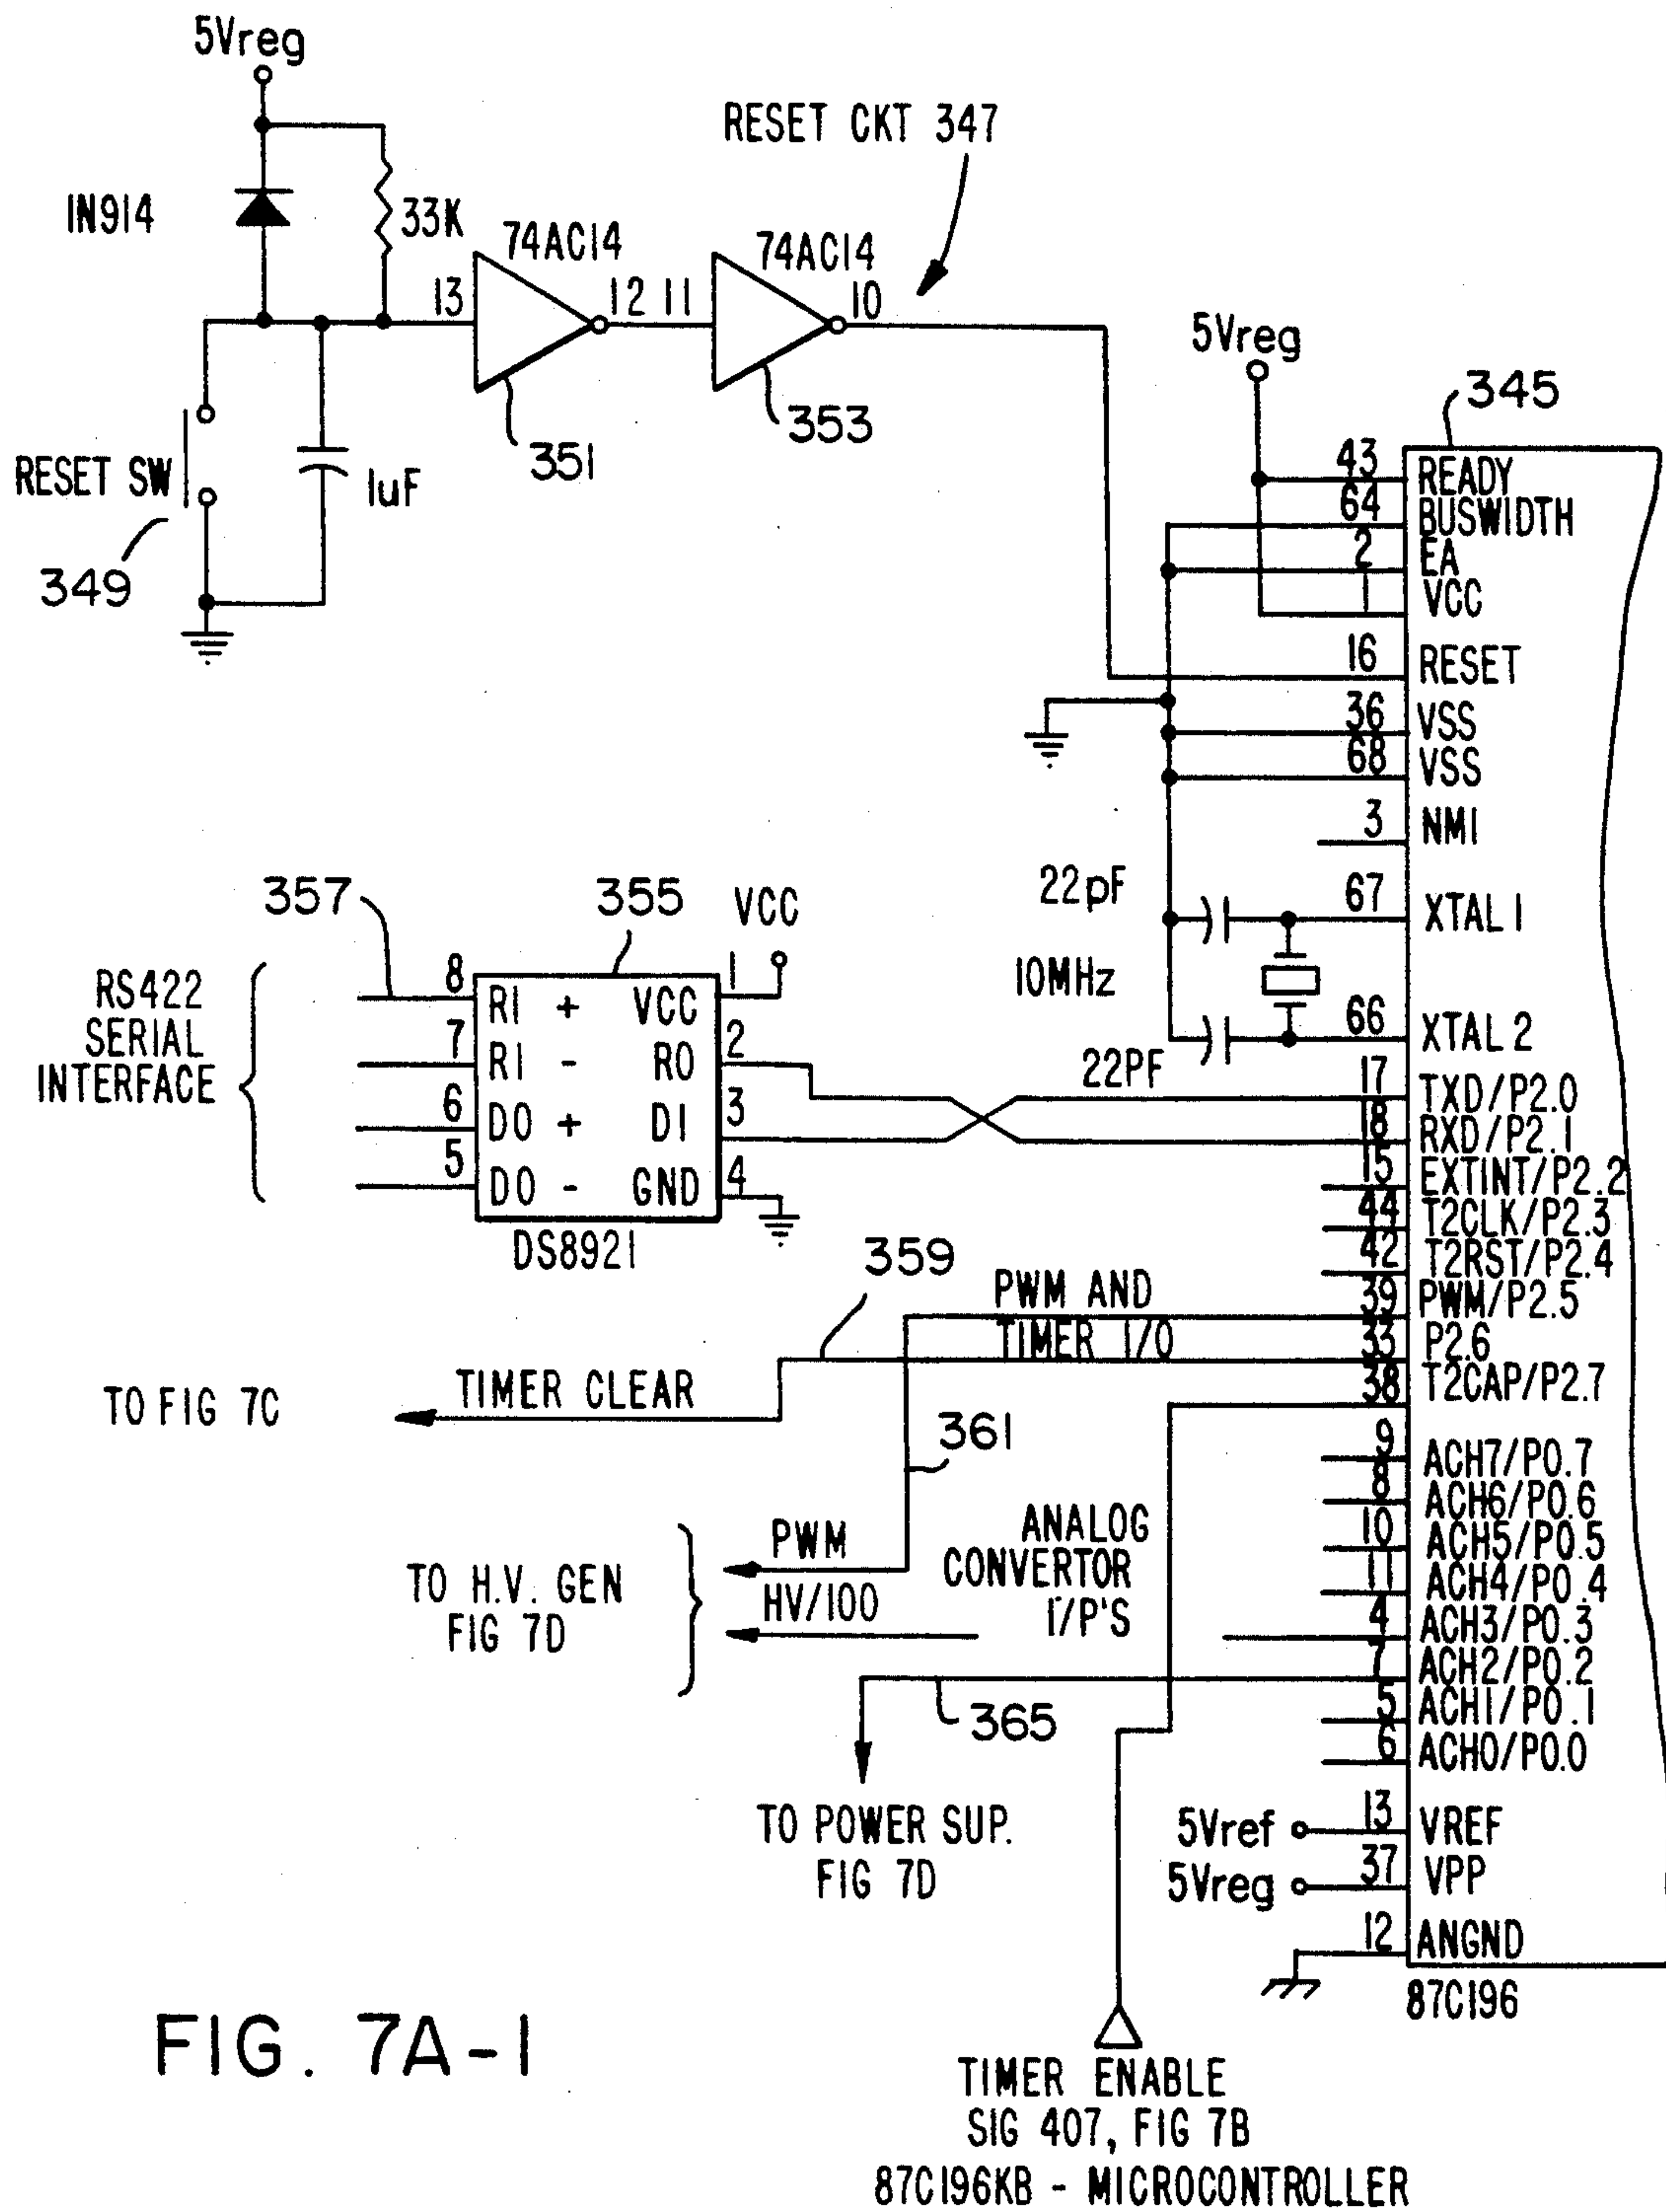 5Vreg
RESET CKT 347
IN914
33K
74AC14
74AC14
13
12
11
10
351
353
RESET SW
1uF
349
5Vreg
345
43 READY
64 BUSWIDTH
2 EA
1 VCC
16 RESET
36 VSS
68 VSS
3 NMI
22pF
67 XTAL 1
10MHz
66 XTAL 2
22PF
357
355
VCC
RS422
SERIAL
INTERFACE
8 RI + VCC 1
7 RI - RO 2
6 DO + DI 3
5 DO - GND 4
DS8921
17 TXD/P2.0
18 RXD/P2.1
15 EXTINT/P2.2
44 T2CLK/P2.3
42 T2RST/P2.4
39 PWM/P2.5
33 P2.6
38 T2CAP/P2.7
359
PWM AND
TIMER I/O
TO FIG 7C
TIMER CLEAR
361
9 ACH7/P0.7
8 ACH6/P0.6
10 ACH5/P0.5
11 ACH4/P0.4
4 ACH3/P0.3
7 ACH2/P0.2
5 ACH1/P0.1
6 ACH0/P0.0
TO H.V. GEN
FIG 7D
PWM
HV/100
ANALOG
CONVERTOR
I/P'S
365
TO POWER SUP.
FIG 7D
5Vref 13 VREF
5Vreg 37 VPP
12 ANGND
87C196
FIG. 7A-1
TIMER ENABLE
SIG 407, FIG 7B
87C196KB - MICROCONTROLLER